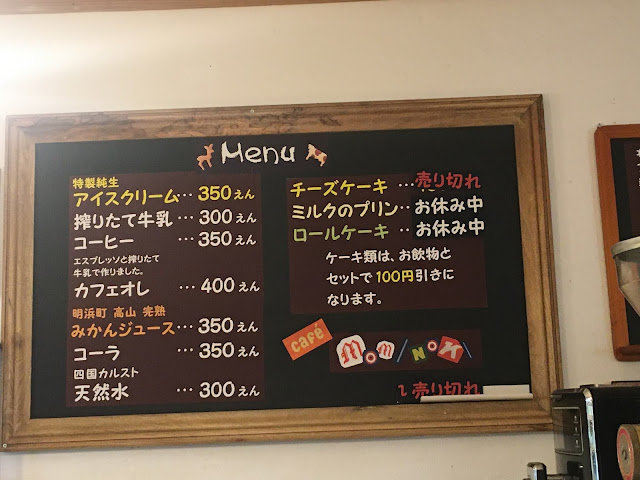 Menu
特製純生
アイスクリーム… 350えん
搾りたて牛乳… 300えん
コーヒー … 350えん
エスプレッソと搾りたて
牛乳で作りました。
カフェオレ … 400えん
明浜町 高山 完熟
みかんジュース… 350えん
コーラ … 350えん
四国カルスト
天然水 … 300えん
チーズケーキ … 売り切れ
ミルクのプリン‥ お休み中
ロールケーキ ‥ お休み中
ケーキ類は、お飲物と
セットで100円引きに
なります。
café
MoM/NoK
売り切れ